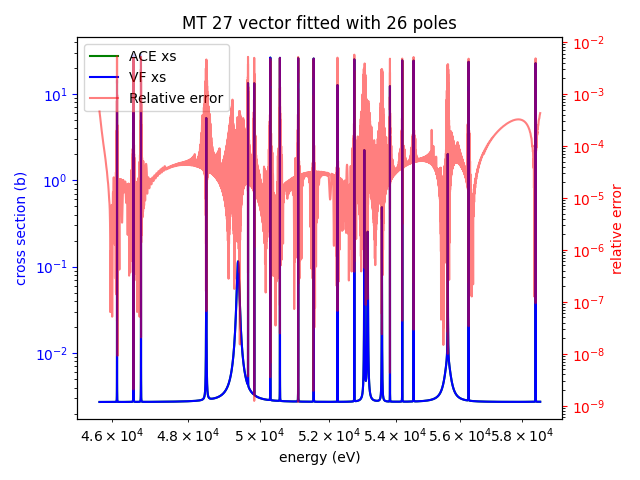 MT 27 vector fitted with 26 poles
ACE xs
VF xs
Relative error
10¹
10⁰
10⁻¹
10⁻²
cross section (b)
10⁻²
10⁻³
10⁻⁴
10⁻⁵
10⁻⁶
10⁻⁷
10⁻⁸
10⁻⁹
relative error
4.6 × 10⁴ 4.8 × 10⁴ 5 × 10⁴ 5.2 × 10⁴ 5.4 × 10⁴ 5.6 × 10⁴ 5.8 × 10⁴
energy (eV)